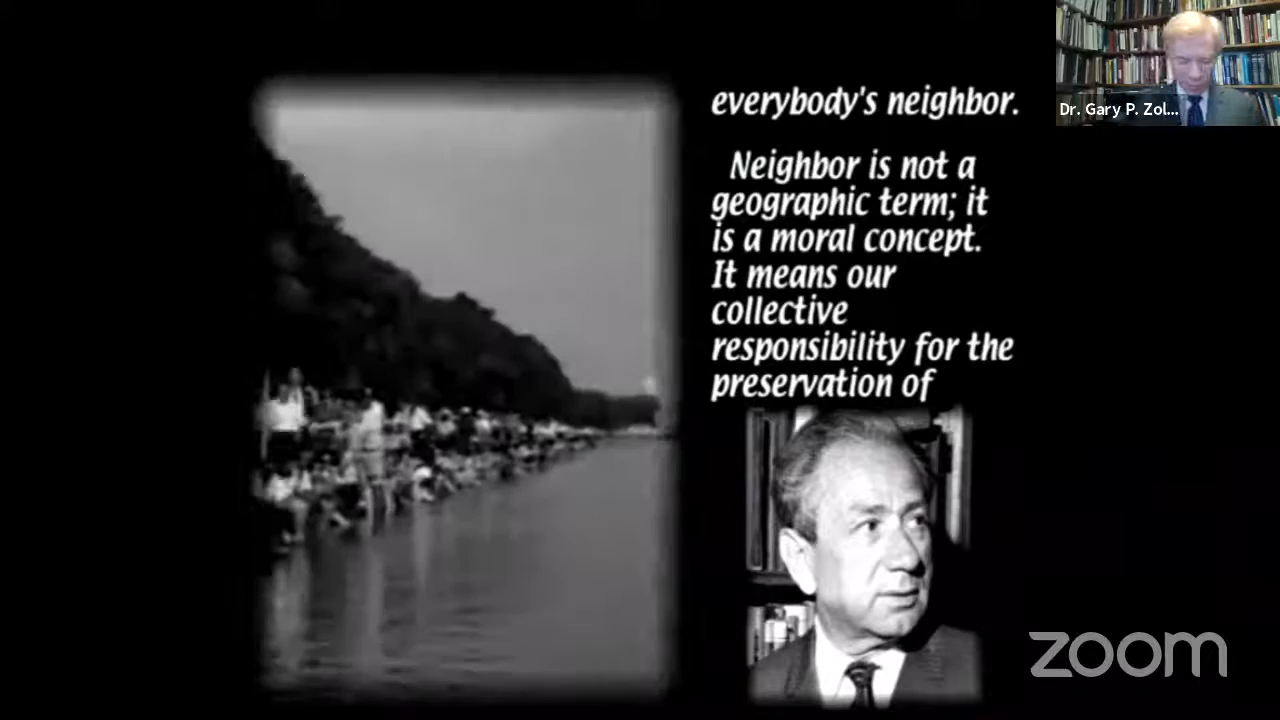 everybody's neighbor.
Neighbor is not a
geographic term; it
is a moral concept.
It means our
collective
responsibility for the
preservation of
Dr. Gary P. Zol...
zoom